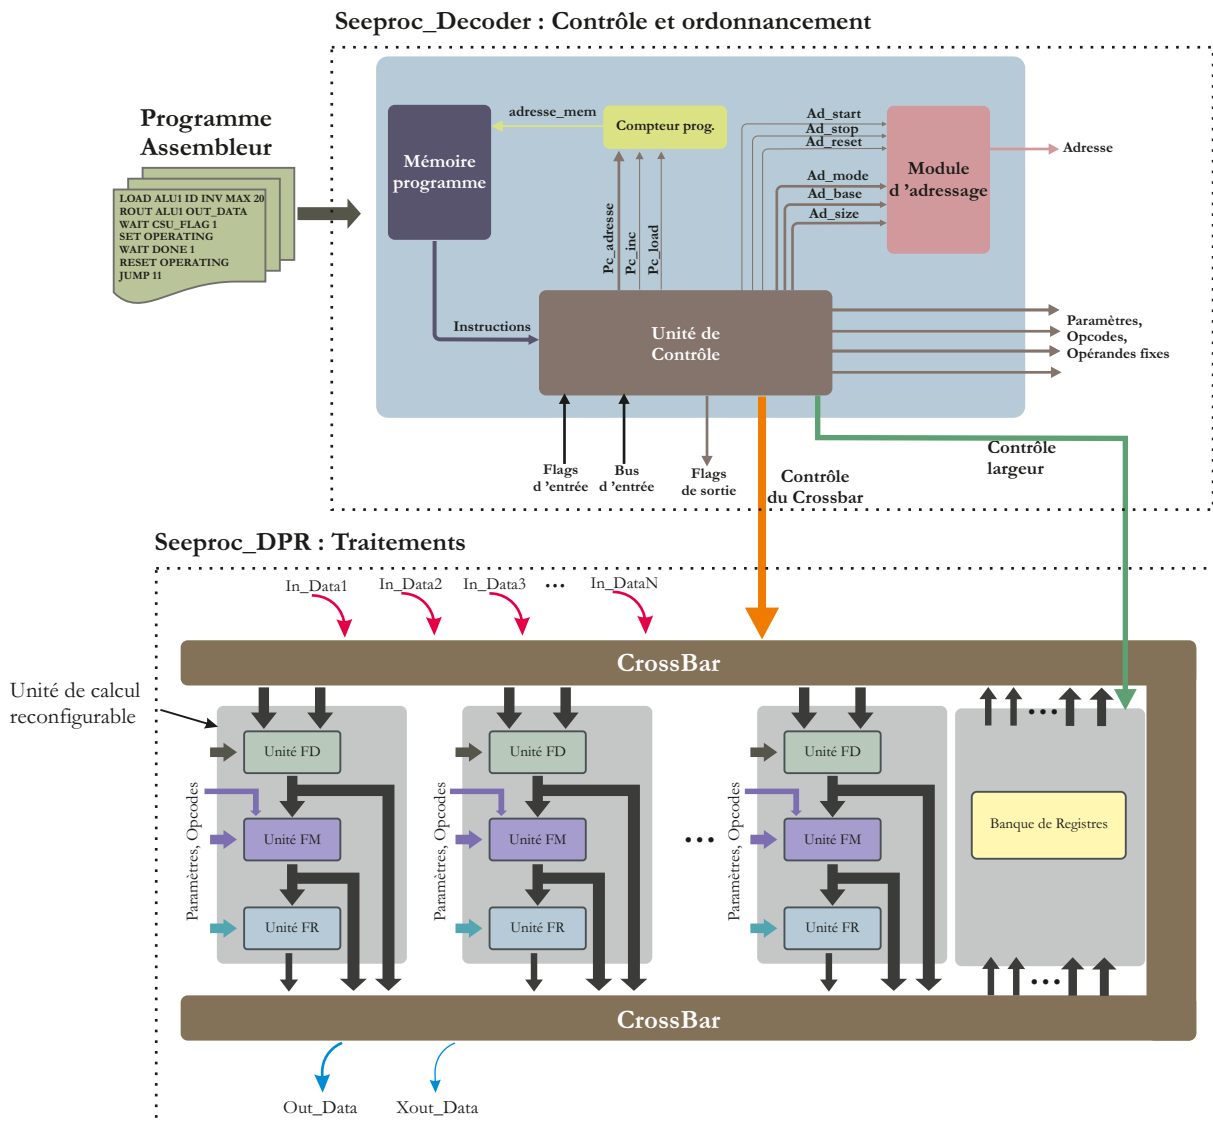 Seeproc_Decoder : Contrôle et ordonnancement
Programme
Assembleur
LOAD ALU1 ID INV MAX 20
ROUT ALU1 OUT_DATA
WAIT CSU_FLAG 1
SET OPERATING
WAIT DONE 1
RESET OPERATING
JUMP 11
Mémoire
programme
adresse_mem
Compteur prog.
Pc_adresse
Pc_inc
Pc_load
Ad_start
Ad_stop
Ad_reset
Ad_mode
Ad_base
Ad_size
Module
d 'adressage
Adresse
Instructions
Unité de
Contrôle
Paramètres,
Opcodes,
Opérandes fixes
Flags
d 'entrée
Bus
d 'entrée
Flags
de sortie
Contrôle
du Crossbar
Contrôle
largeur
Seeproc_DPR : Traitements
In_Data1
In_Data2
In_Data3
...
In_DataN
CrossBar
Unité de calcul
reconfigurable
Paramètres, Opcodes
Unité FD
Unité FM
Unité FR
Paramètres, Opcodes
Unité FD
Unité FM
Unité FR
...
Paramètres, Opcodes
Unité FD
Unité FM
Unité FR
...
Banque de Registres
...
CrossBar
Out_Data
Xout_Data